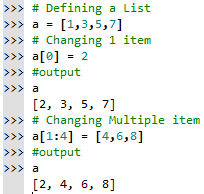 >>> # Defining a List
>>> a = [1,3,5,7]
>>> # Changing 1 item
>>> a[0] = 2
>>> #output
>>> a
[2, 3, 5, 7]
>>> # Changing Multiple item
>>> a[1:4] = [4,6,8]
>>> #output
>>> a
[2, 4, 6, 8]